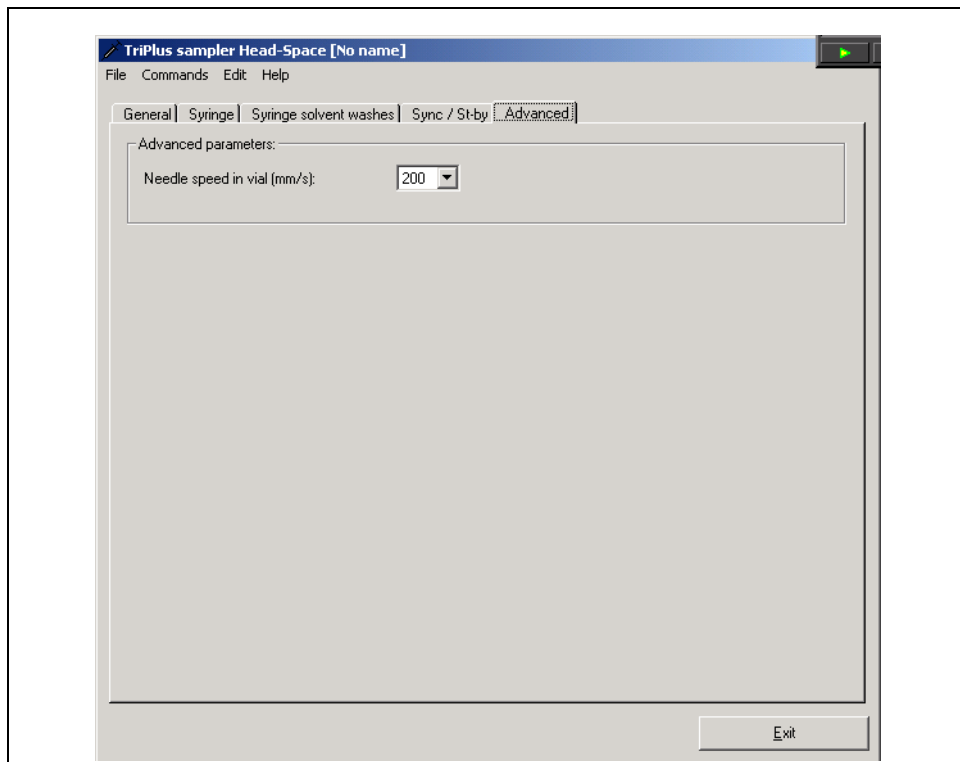 TriPlus sampler Head-Space [No name]
File Commands Edit Help
General Syringe Syringe solvent washes Sync / St-by Advanced
Advanced parameters:
Needle speed in vial (mm/s): 200
Exit